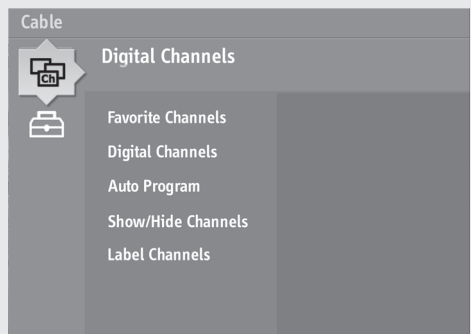 Cable
Ch
Digital Channels
Favorite Channels
Digital Channels
Auto Program
Show/Hide Channels
Label Channels